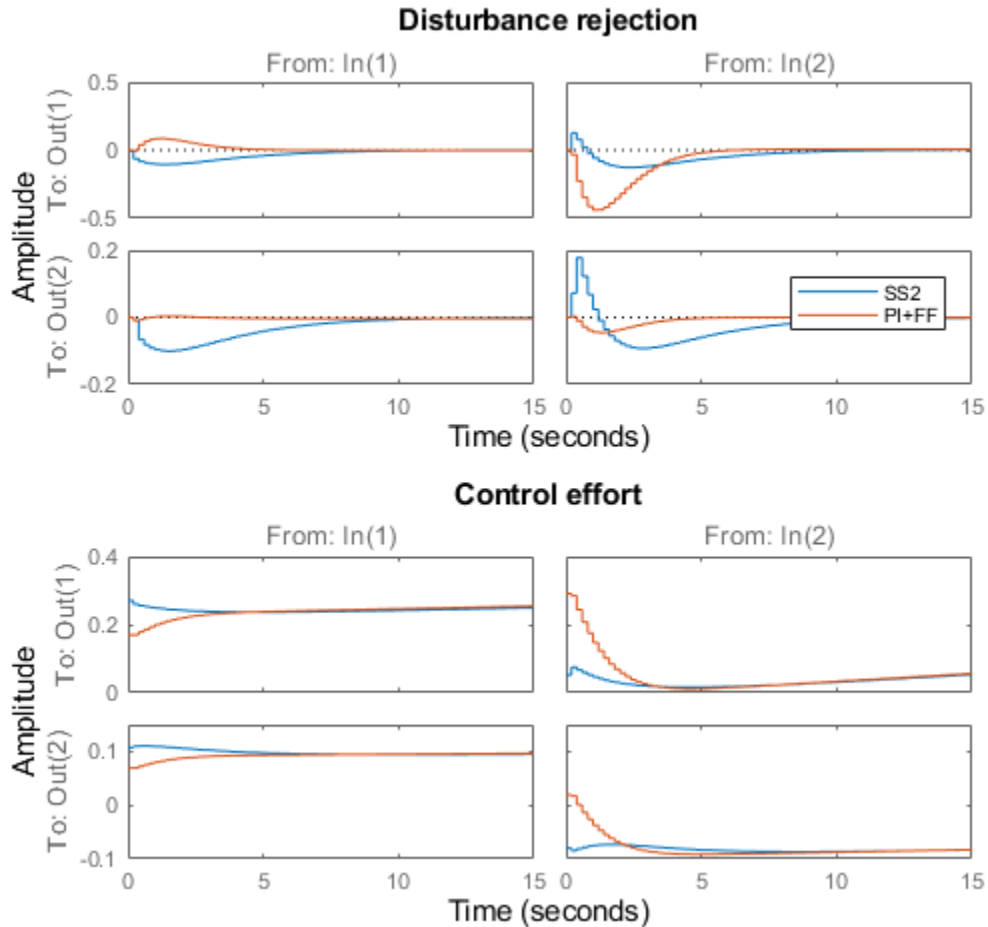 Disturbance rejection
From: In(1)
From: In(2)
Amplitude
To: Out(1)
0.5
0
-0.5
To: Out(2)
0.2
0
-0.2
SS2
PI+FF
0
5
10
15
0
5
10
15
Time (seconds)
Control effort
From: In(1)
From: In(2)
Amplitude
To: Out(1)
0.4
0.2
0
To: Out(2)
0.1
0
-0.1
0
5
10
15
0
5
10
15
Time (seconds)